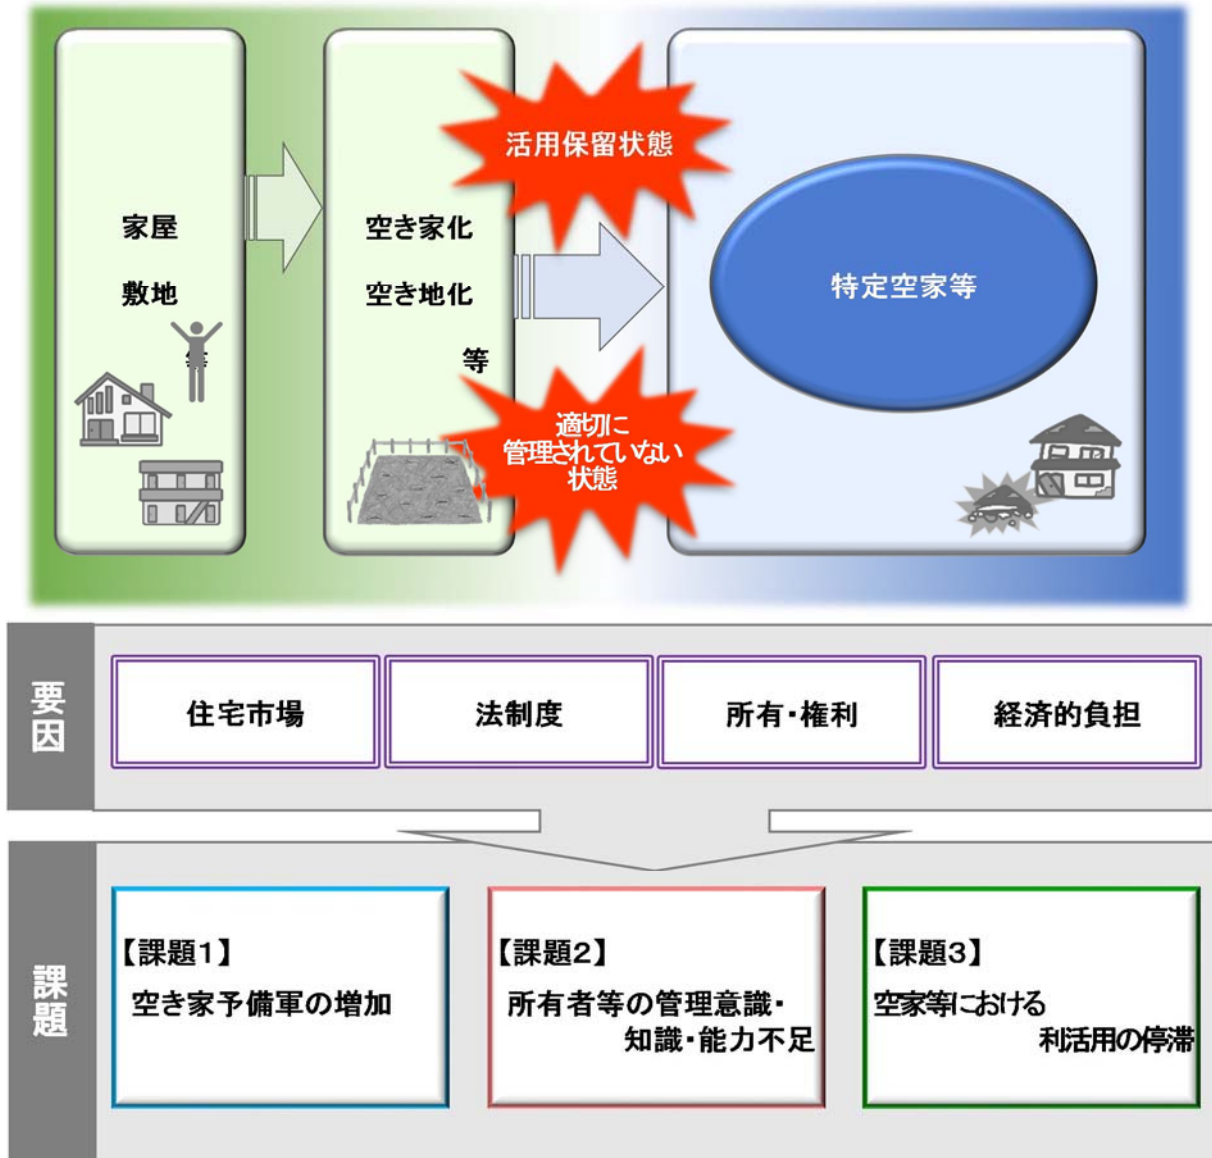 家屋
敷地
等
空き家化
空き地化
等
活用保留状態
適切に
管理されていない
状態
特定空家等
要因
住宅市場
法制度
所有・権利
経済的負担
課題
【課題1】
空き家予備軍の増加
【課題2】
所有者等の管理意識・
知識・能力不足
【課題3】
空家等における
利活用の停滞